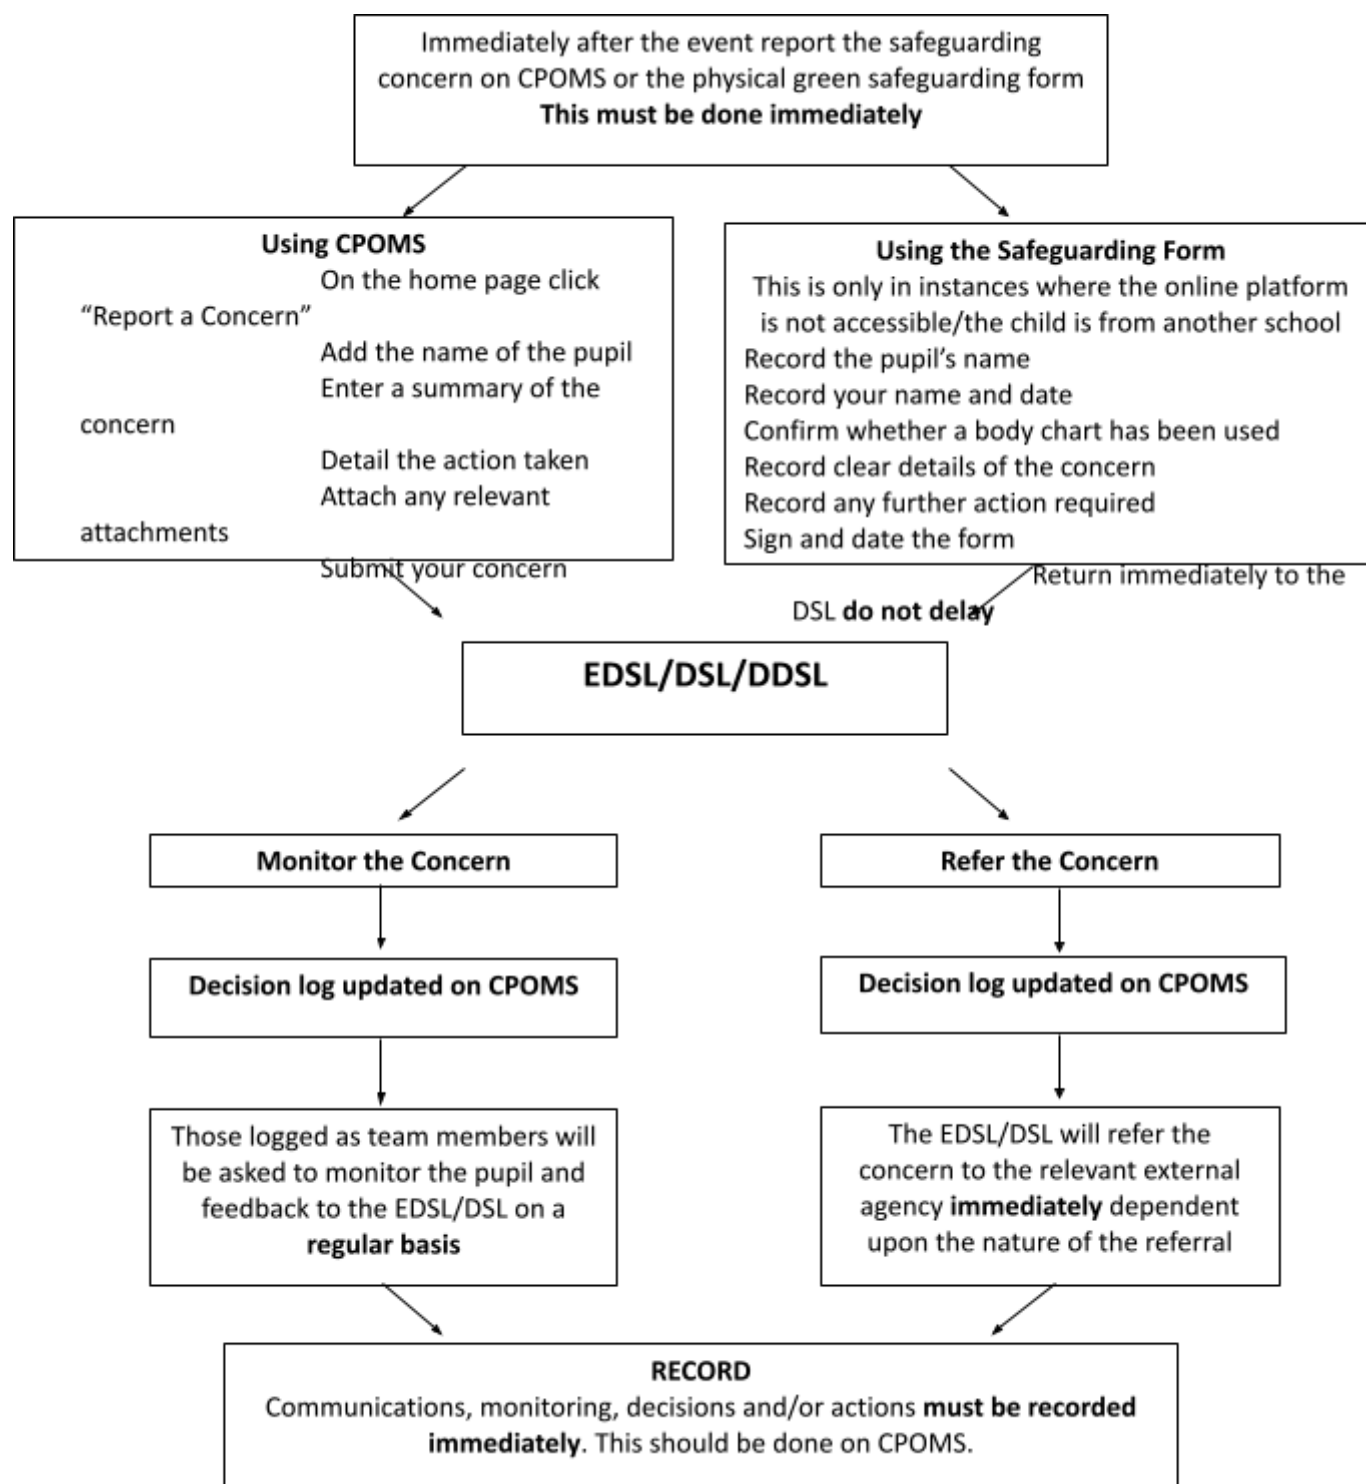 Immediately after the event report the safeguarding
concern on CPOMS or the physical green safeguarding form
This must be done immediately
Using CPOMS
On the home page click
“Report a Concern”
Add the name of the pupil
Enter a summary of the
concern
Detail the action taken
Attach any relevant
attachments
Submit your concern
Using the Safeguarding Form
This is only in instances where the online platform
is not accessible/the child is from another school
Record the pupil’s name
Record your name and date
Confirm whether a body chart has been used
Record clear details of the concern
Record any further action required
Sign and date the form
Return immediately to the
DSL do not delay
EDSL/DSL/DDSL
Monitor the Concern
Decision log updated on CPOMS
Those logged as team members will
be asked to monitor the pupil and
feedback to the EDSL/DSL on a
regular basis
Refer the Concern
Decision log updated on CPOMS
The EDSL/DSL will refer the
concern to the relevant external
agency immediately dependent
upon the nature of the referral
RECORD
Communications, monitoring, decisions and/or actions must be recorded
immediately. This should be done on CPOMS.